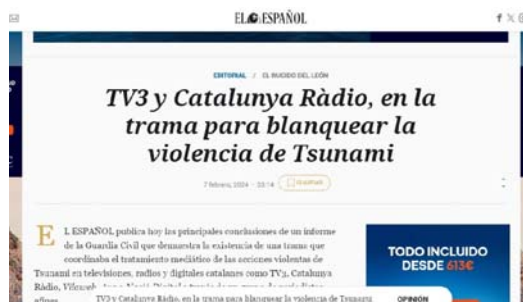 EL ESPAÑOL
EDITORIAL / EL RUGIDO DEL LEÓN
TV3 y Catalunya Ràdio, en la
trama para blanquear la
violencia de Tsunami
7 febrero, 2024 - 23:14
EL ESPAÑOL publica hoy las principales conclusiones de un informe
de la Guardia Civil que demuestra la existencia de una trama que
coordinaba el tratamiento mediático de las acciones violentas de
Tsunami en televisiones, radios y digitales catalanes como TV3, Catalunya
Ràdio, Vilaweb
TODO INCLUIDO
DESDE 613€
TV3 y Catalunya Ràdio, en la trama para blanquear la violencia de Tsunami
OPINIÓN